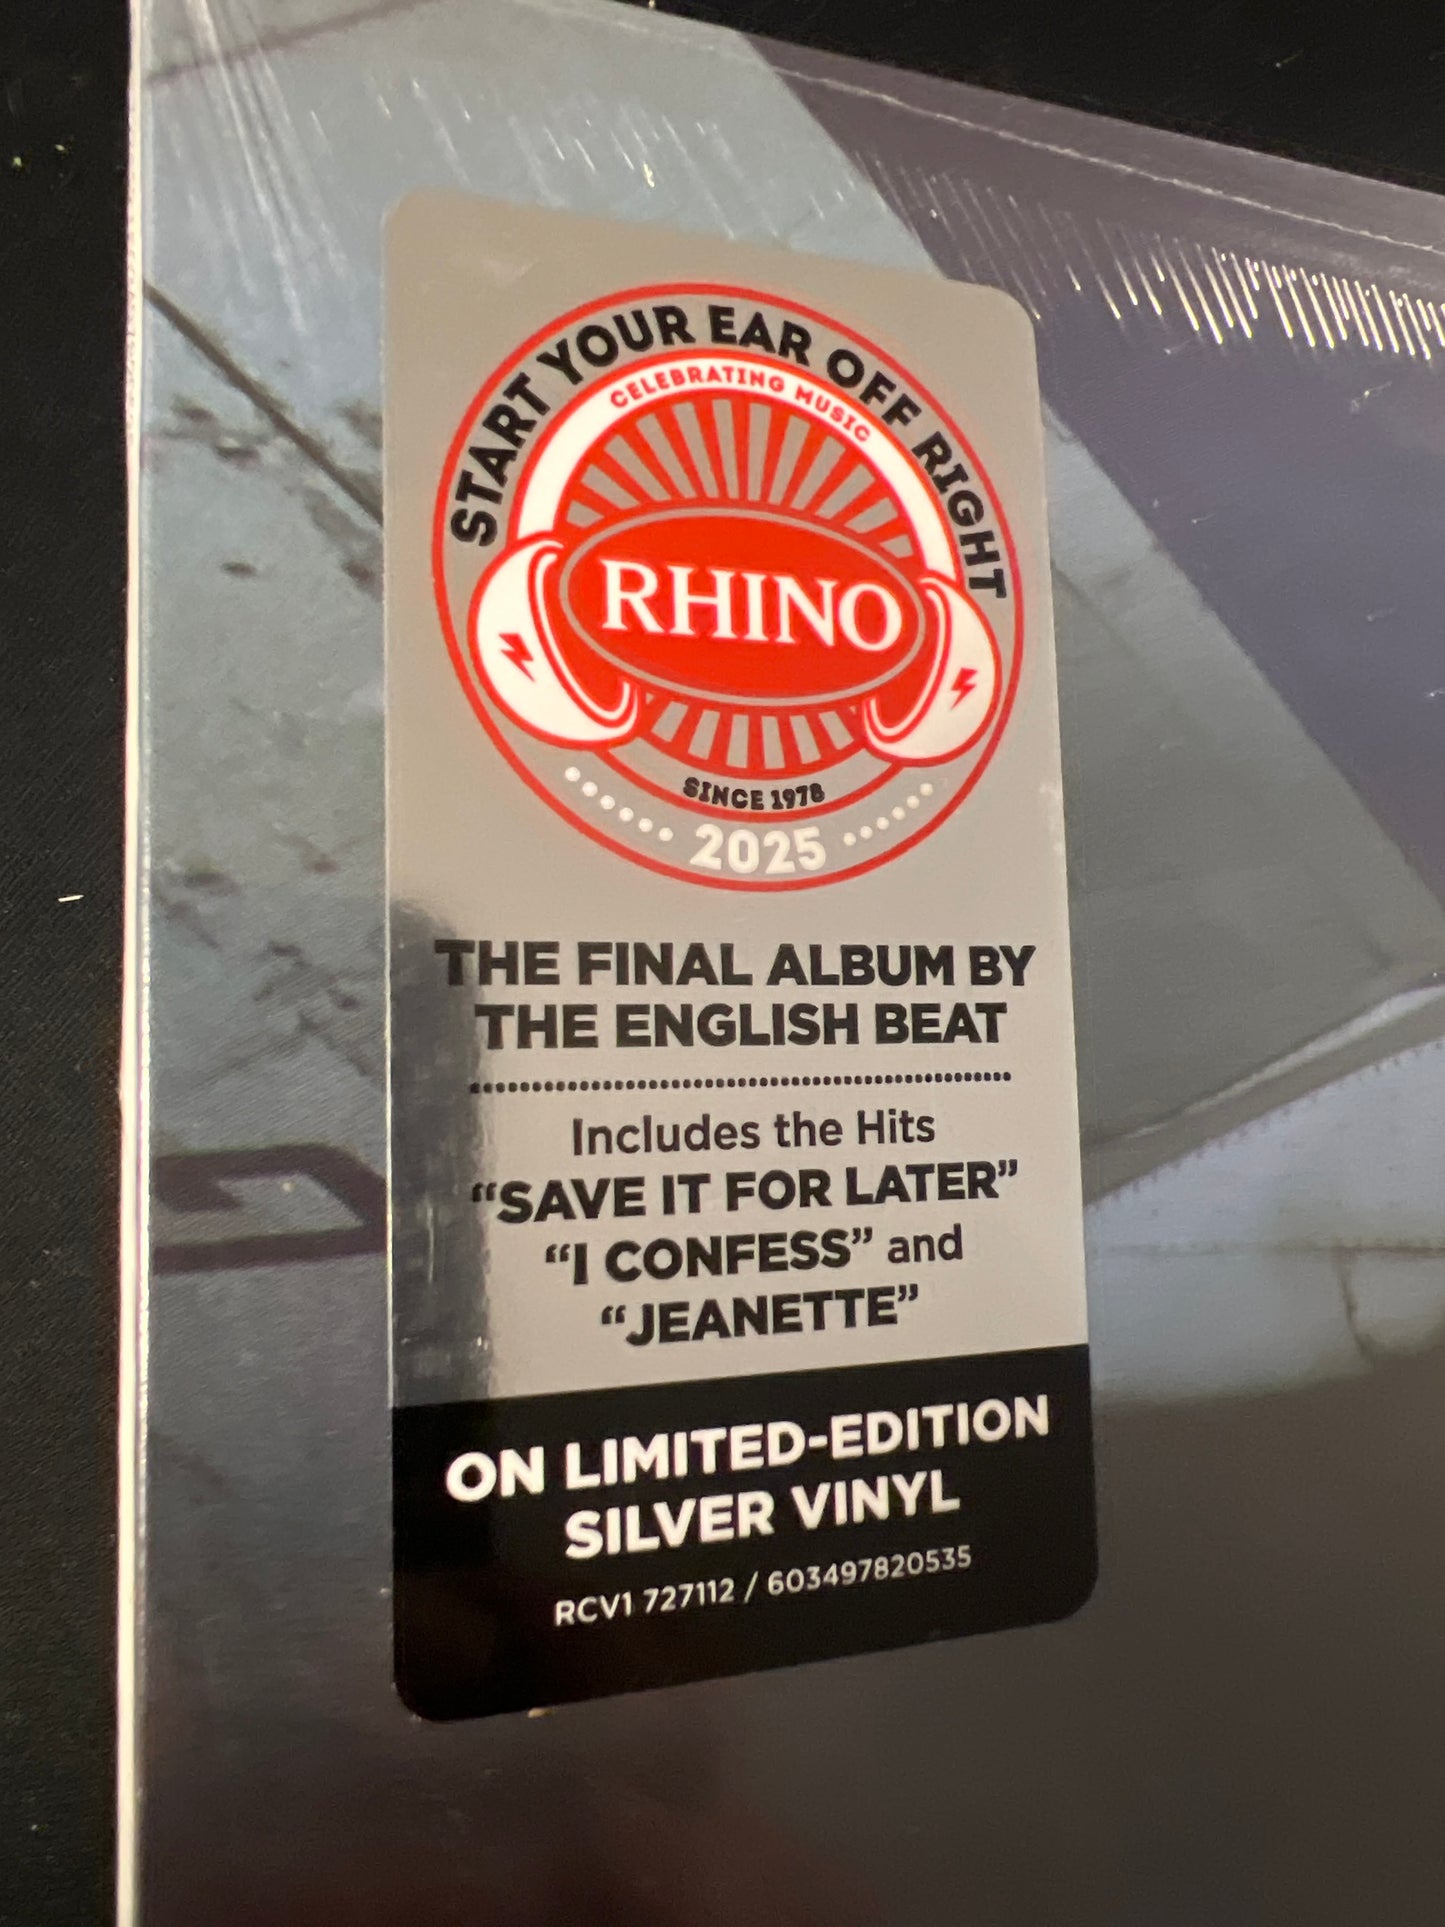 START YOUR EAR OFF RIGHT
CELEBRATING MUSIC
RHINO
SINCE 1978
2025
THE FINAL ALBUM BY
THE ENGLISH BEAT
Includes the Hits
“SAVE IT FOR LATER”
“I CONFESS” and
“JEANETTE”
ON LIMITED-EDITION
SILVER VINYL
RCV1 727112 / 603497820535